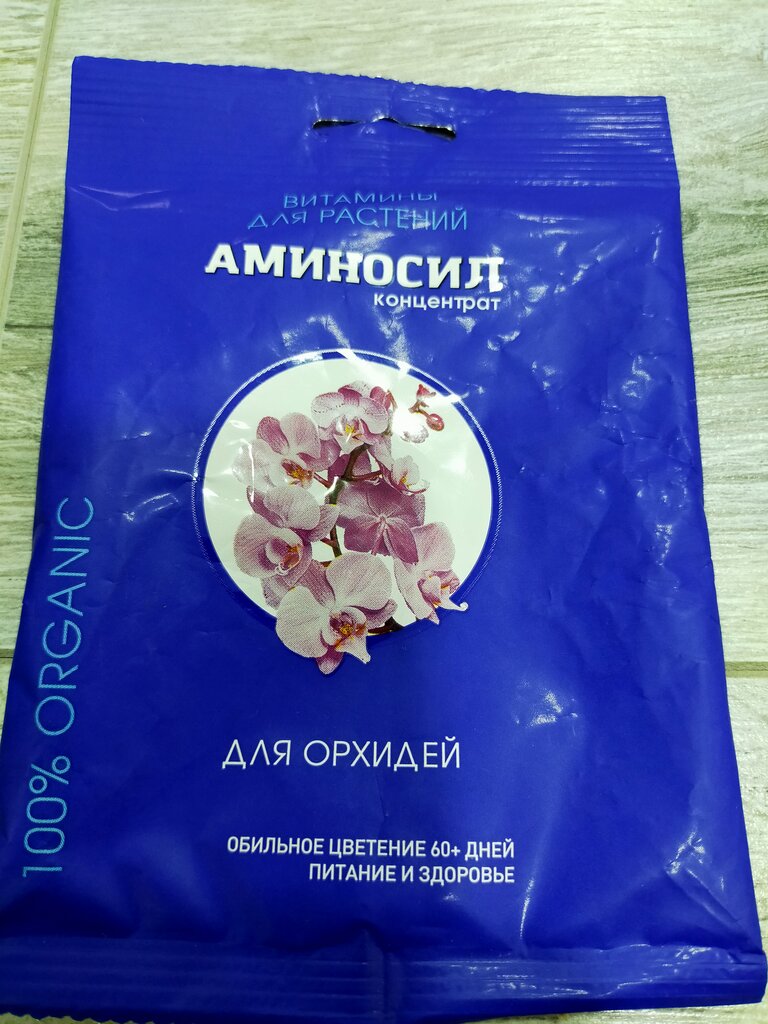 ВИТАМИНЫ
ДЛЯ РАСТЕНИЙ
АМИНОСИЛ
концентрат
100% ORGANIC
ДЛЯ ОРХИДЕЙ
ОБИЛЬНОЕ ЦВЕТЕНИЕ 60+ ДНЕЙ
ПИТАНИЕ И ЗДОРОВЬЕ